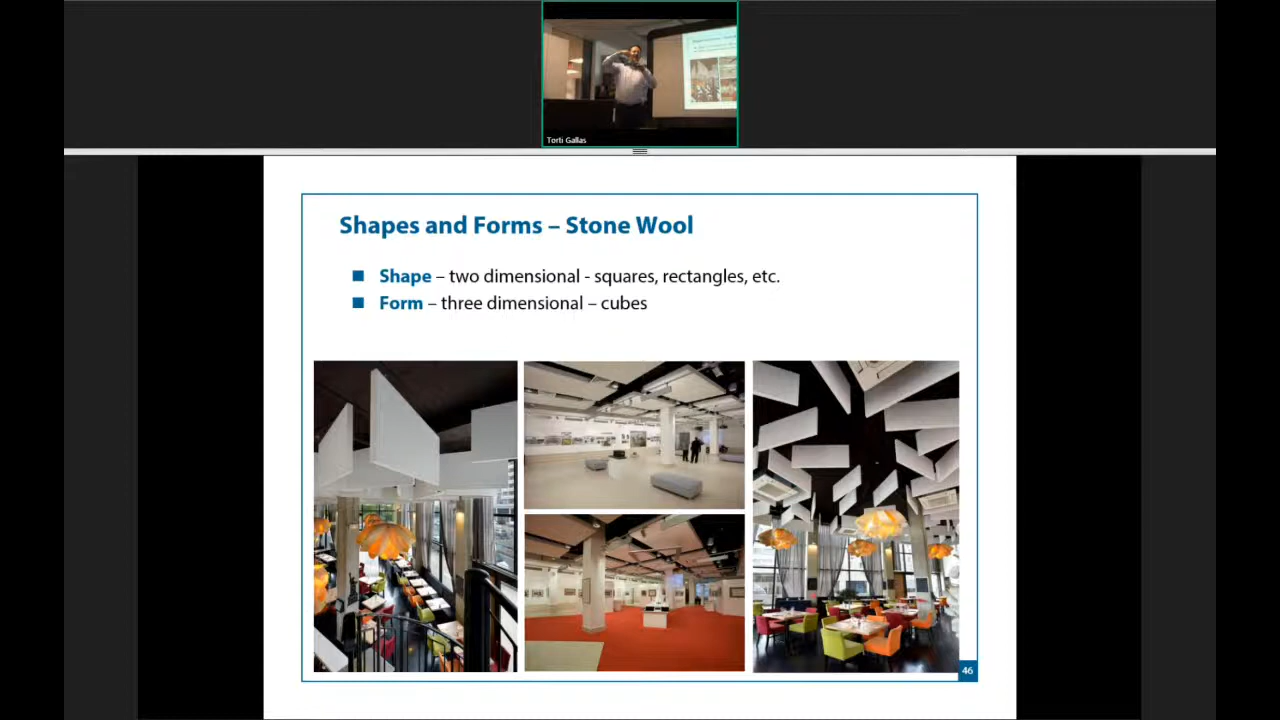 Torti Gallas
Shapes and Forms – Stone Wool
Shape – two dimensional - squares, rectangles, etc.
Form – three dimensional – cubes
46